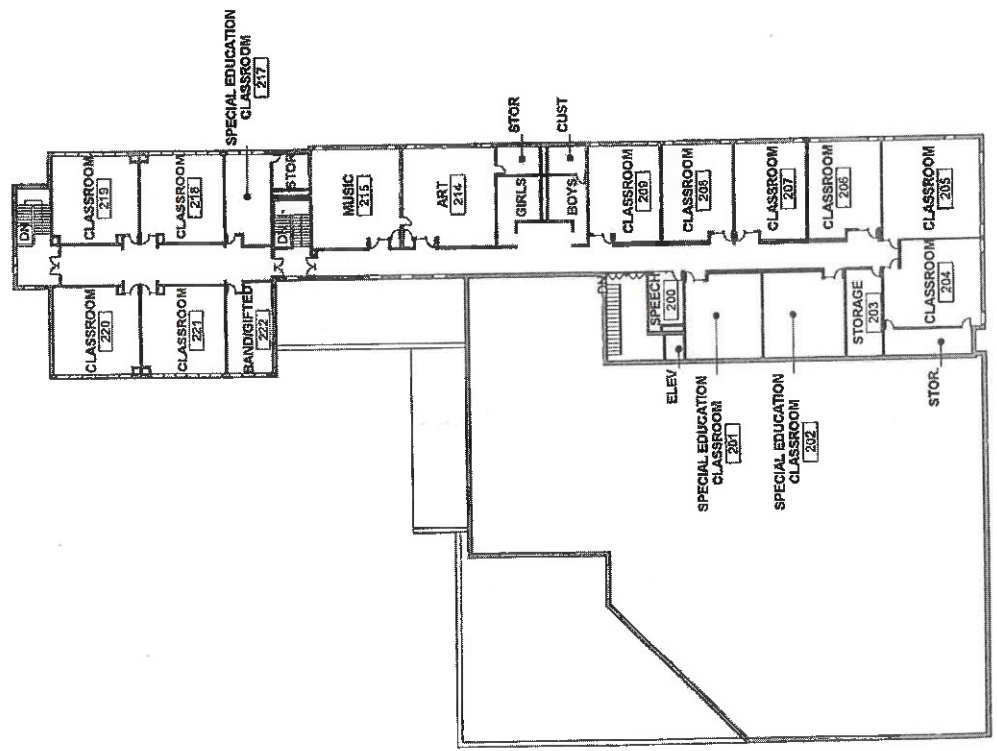 DN
CLASSROOM
219
CLASSROOM
218
SPECIAL EDUCATION
CLASSROOM
217
STOR
DN
MUSIC
215
ART
214
STOR
GIRLS
CUST
BOYS
CLASSROOM
209
CLASSROOM
208
CLASSROOM
207
CLASSROOM
206
CLASSROOM
205
CLASSROOM
220
CLASSROOM
221
BAND/GIFTED
222
DN
SPEECH
200
ELEV
SPECIAL EDUCATION
CLASSROOM
201
SPECIAL EDUCATION
CLASSROOM
202
STORAGE
203
CLASSROOM
204
STOR.